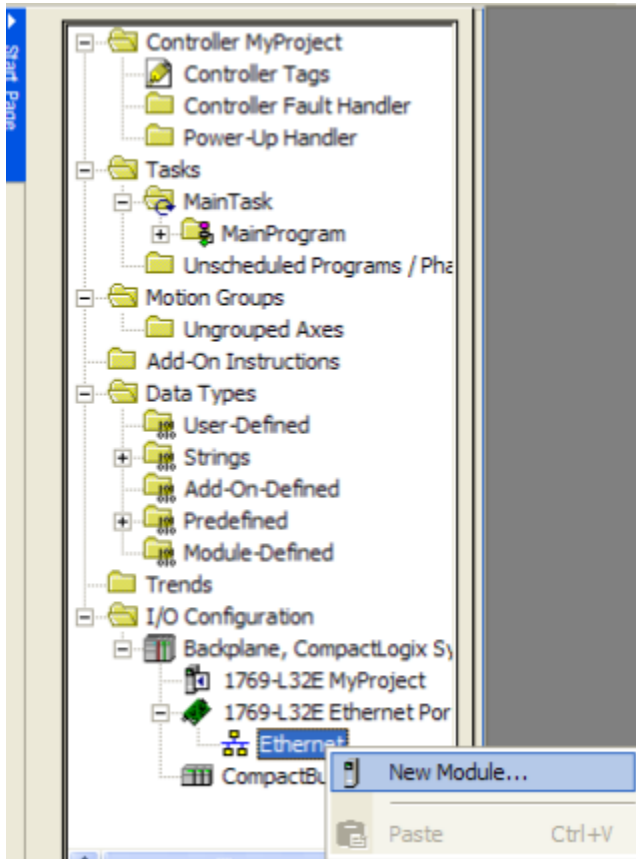 Start Page
Controller MyProject
Controller Tags
Controller Fault Handler
Power-Up Handler
Tasks
MainTask
MainProgram
Unscheduled Programs / Pha
Motion Groups
Ungrouped Axes
Add-On Instructions
Data Types
User-Defined
Strings
Add-On-Defined
Predefined
Module-Defined
Trends
I/O Configuration
Backplane, CompactLogix Sy
1769-L32E MyProject
1769-L32E Ethernet Por
Ethernet
CompactBu
New Module...
Paste Ctrl+V